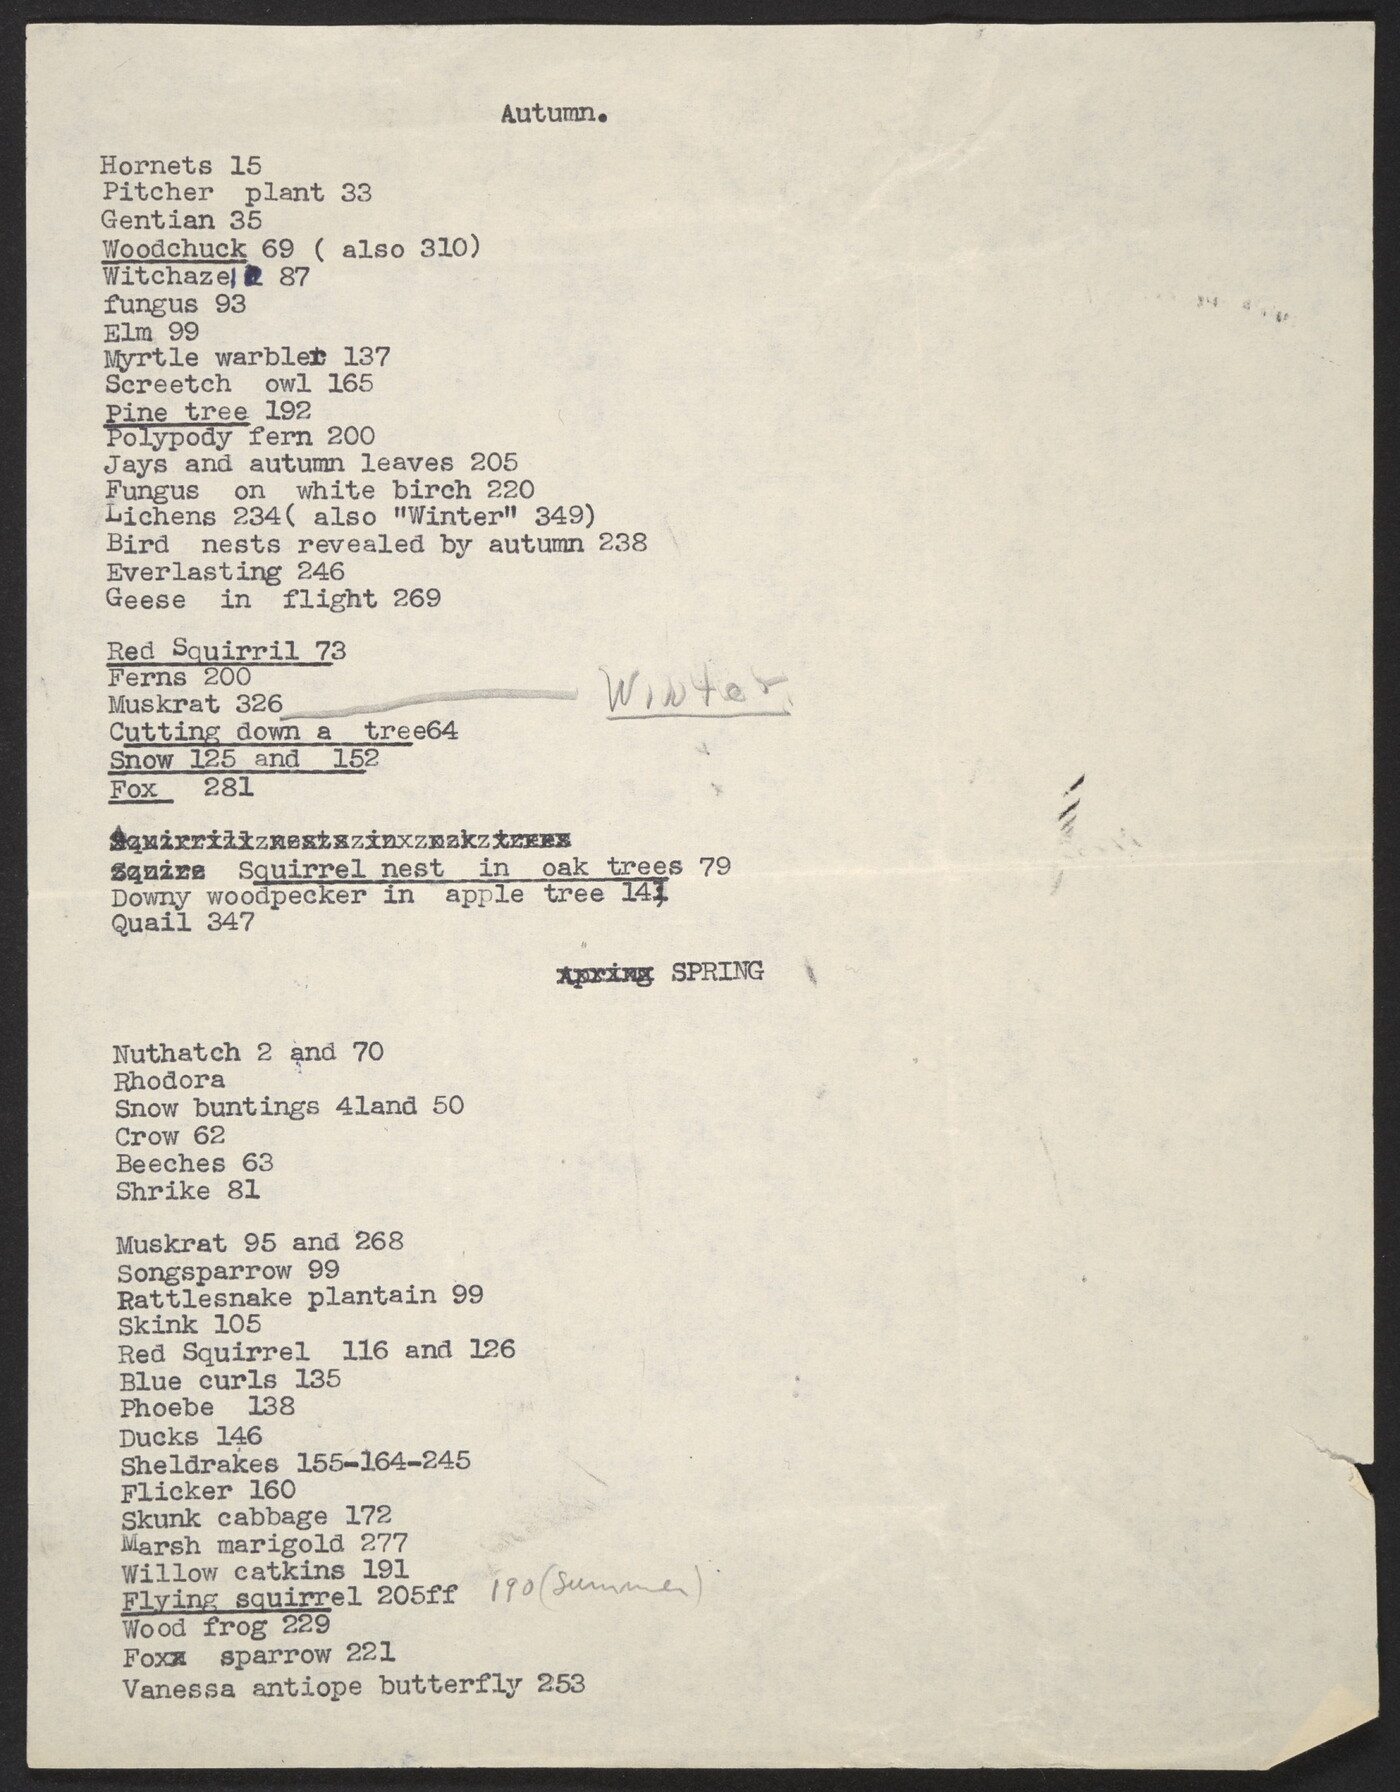 Autumn.
Hornets 15
Pitcher plant 33
Gentian 35
Woodchuck 69 ( also 310)
Witchazel 87
fungus 93
Elm 99
Myrtle warbler 137
Screetch owl 165
Pine tree 192
Polypody fern 200
Jays and autumn leaves 205
Fungus on white birch 220
Lichens 234( also "Winter" 349)
Bird nests revealed by autumn 238
Everlasting 246
Geese in flight 269
Red Squirril 73
Ferns 200
Muskrat 326 Winter
Cutting down a tree64
Snow 125 and 152
Fox 281
Squirrel nest in oak trees 79
Downy woodpecker in apple tree 141
Quail 347
SPRING
Nuthatch 2 and 70
Rhodora
Snow buntings 41and 50
Crow 62
Beeches 63
Shrike 81
Muskrat 95 and 268
Songsparrow 99
Rattlesnake plantain 99
Skink 105
Red Squirrel 116 and 126
Blue curls 135
Phoebe 138
Ducks 146
Sheldrakes 155-164-245
Flicker 160
Skunk cabbage 172
Marsh marigold 277
Willow catkins 191
Flying squirrel 205ff 190 (Summer)
Wood frog 229
Fox sparrow 221
Vanessa antiope butterfly 253